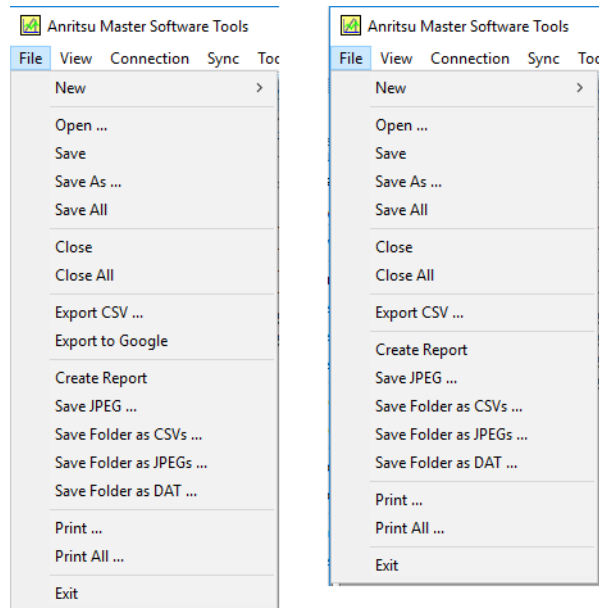 Anritsu Master Software Tools
File View Connection Sync
New
Open ...
Save
Save As ...
Save All
Close
Close All
Export CSV ...
Export to Google
Create Report
Save JPEG ...
Save Folder as CSVs ...
Save Folder as JPEGs ...
Save Folder as DAT ...
Print ...
Print All ...
Exit
Anritsu Master Software Tools
File View Connection Sync
New
Open ...
Save
Save As ...
Save All
Close
Close All
Export CSV ...
Create Report
Save JPEG ...
Save Folder as CSVs ...
Save Folder as JPEGs ...
Save Folder as DAT ...
Print ...
Print All ...
Exit